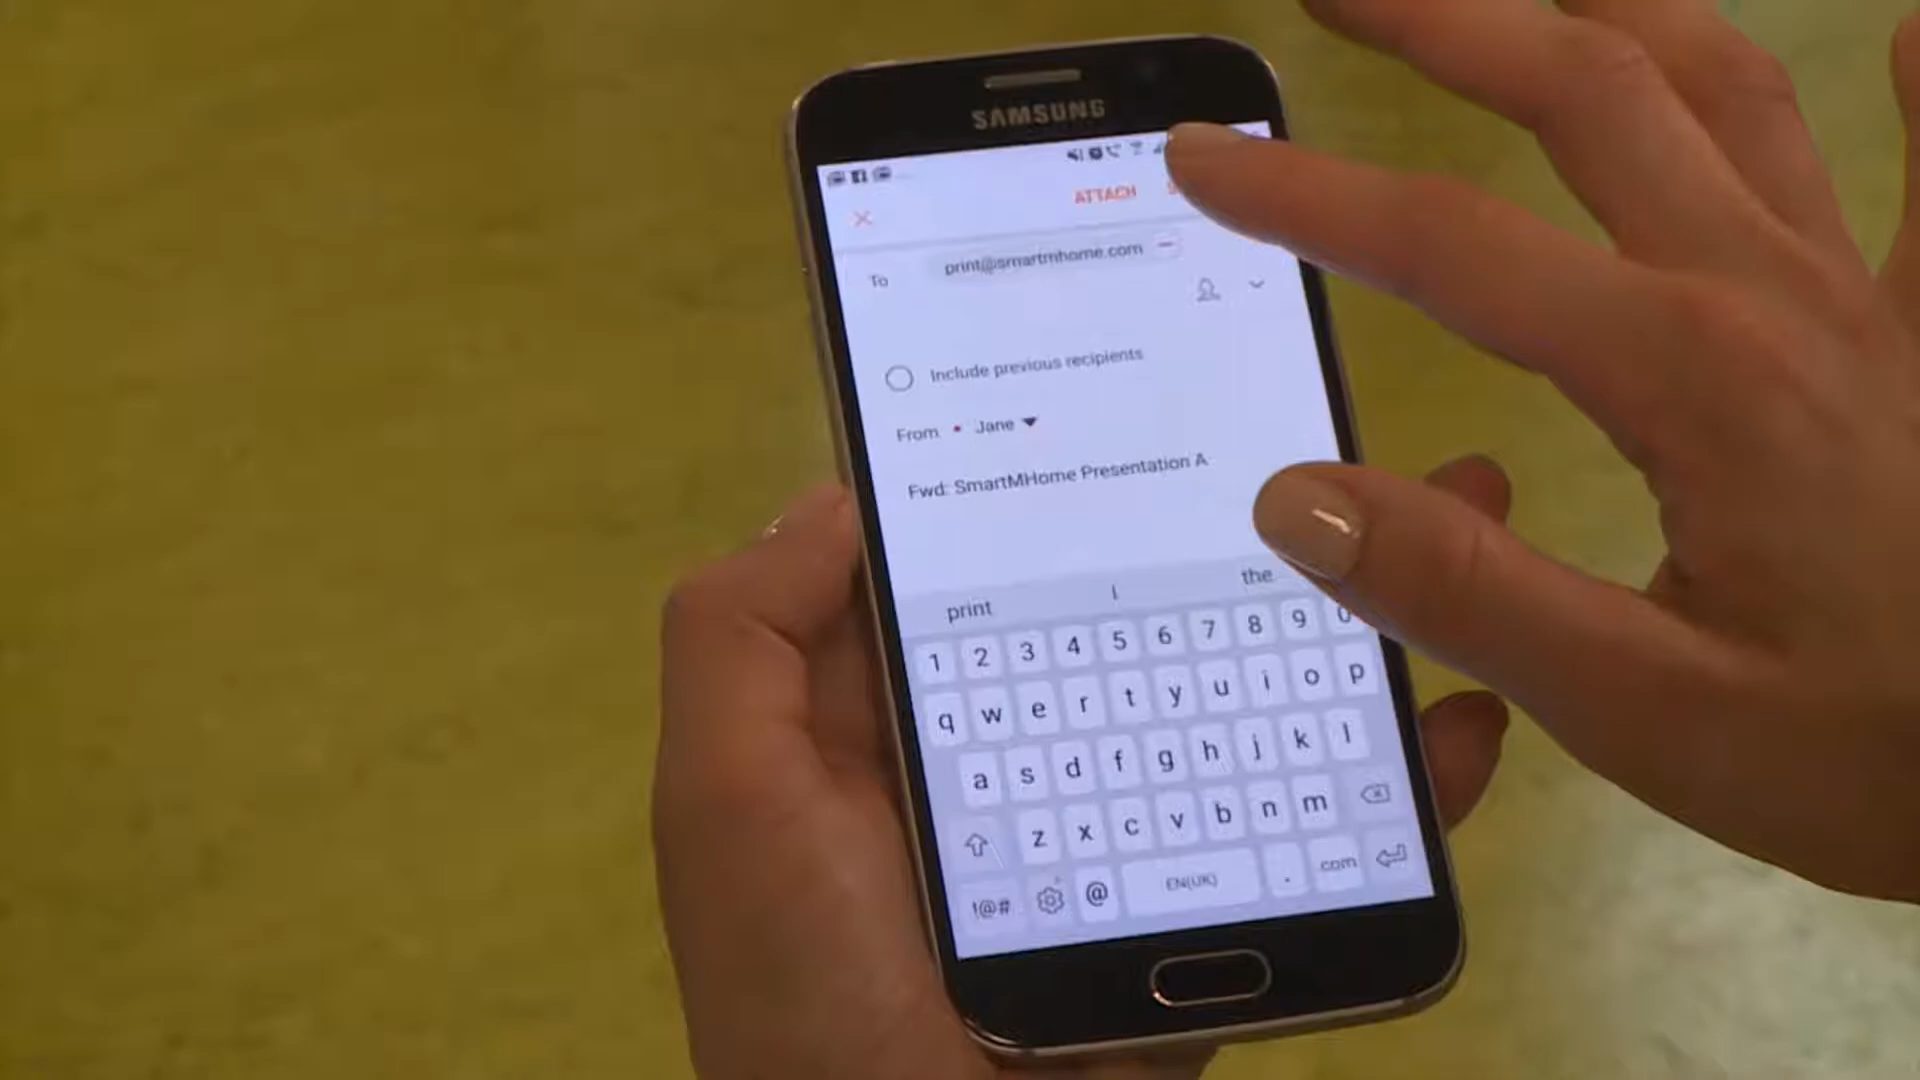 SAMSUNG
ATTACH
To print@smartmhome.com
Include previous recipients
From • Jane
Fwd: SmartMHome Presentation A
print I the
1 2 3 4 5 6 7 8 9 0
q w e r t y u i o p
a s d f g h j k l
z x c v b n m
!@# @ EN(UK) . .com